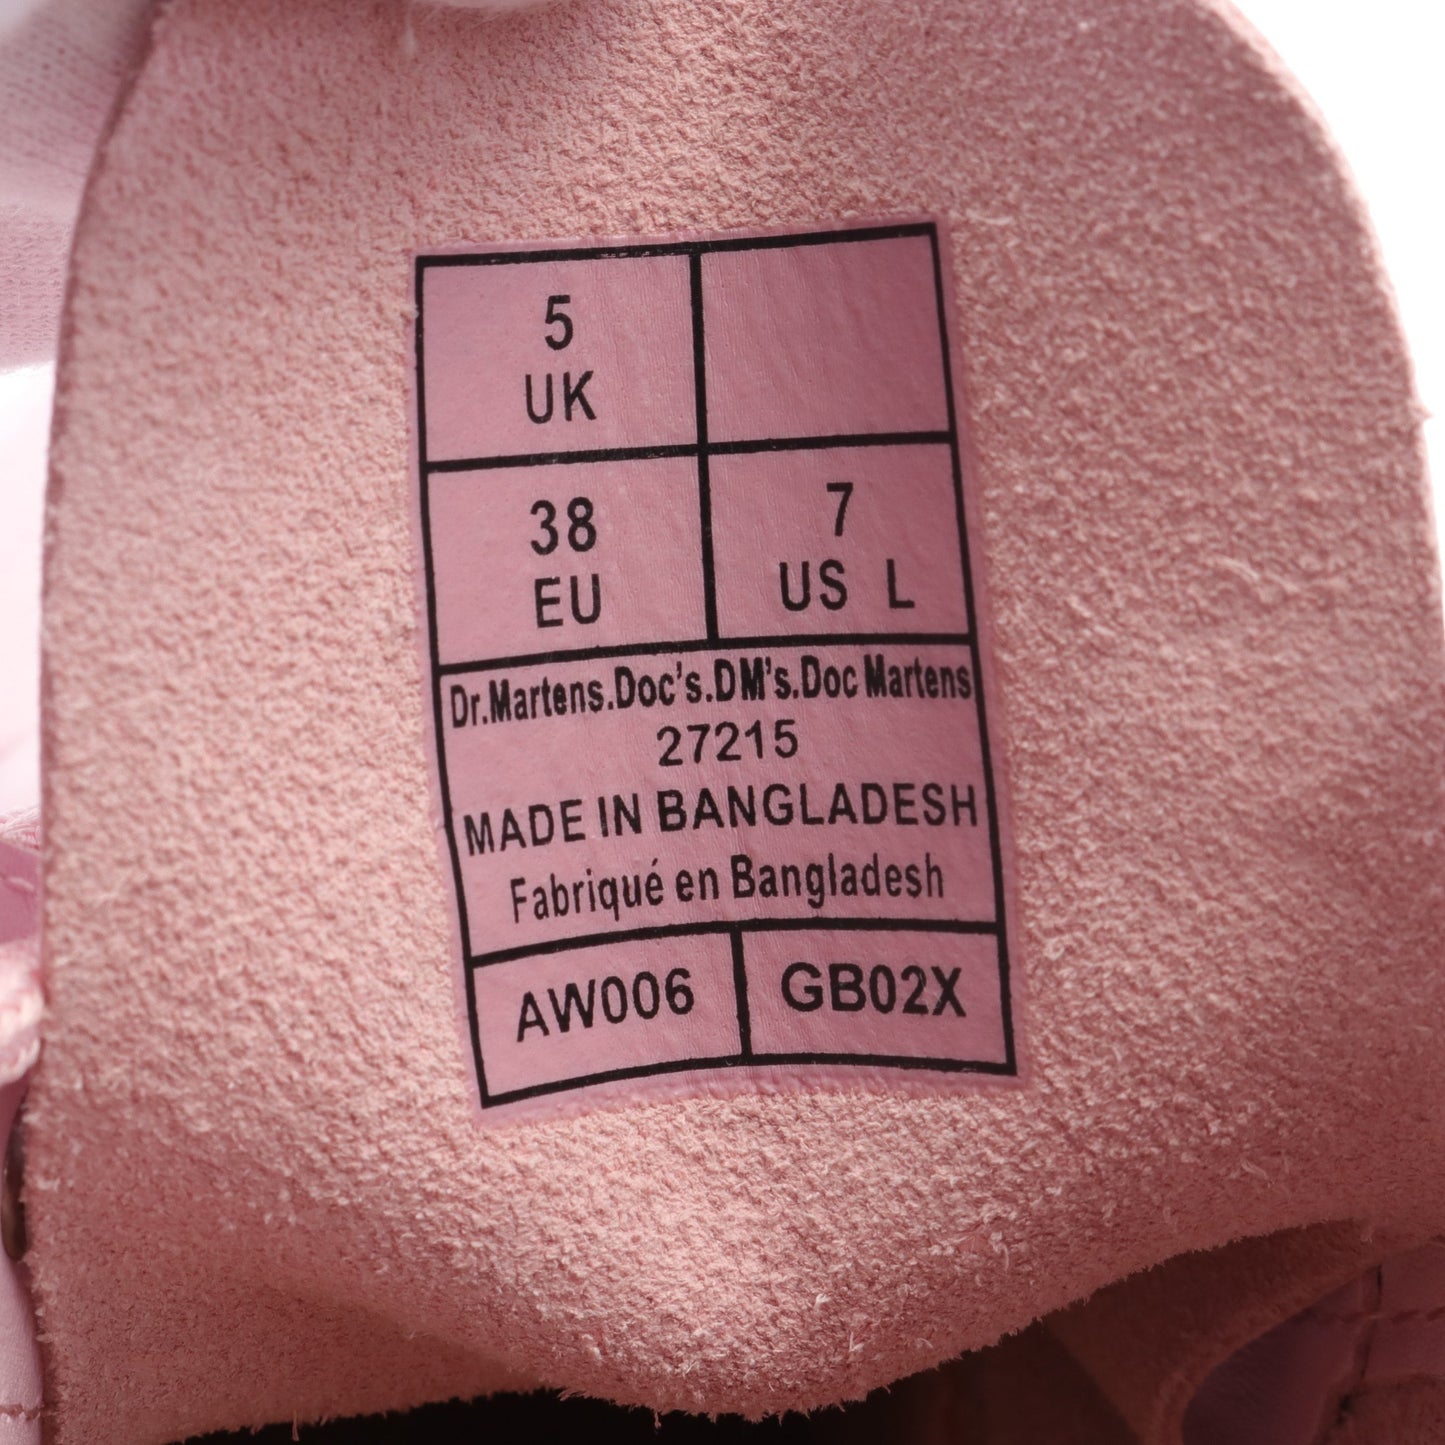 5
UK
38
EU
7
US L
Dr.Martens.Doc's.DM's.Doc Martens
27215
MADE IN BANGLADESH
Fabriqué en Bangladesh
AW006
GB02X